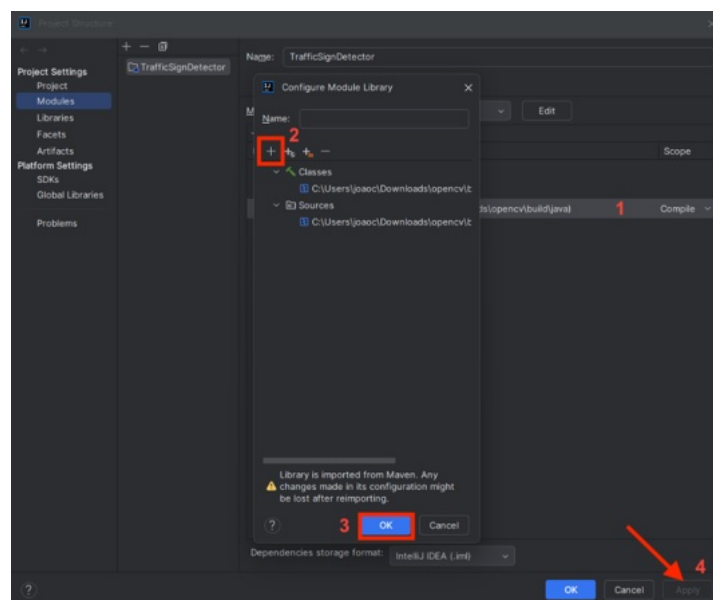 Project Structure
Project Settings
Project
Modules
Libraries
Facets
Artifacts
Platform Settings
SDKs
Global Libraries
Problems
TrafficSignDetector
Name: TrafficSignDetector
Configure Module Library
M
Edit
Name:
2
Scope
Classes
C:\Users\joaoc\Downloads\opencv\b
Sources
C:\Users\joaoc\Downloads\opencv\b
ds\opencv\build\java) 1 Compile
Library is imported from Maven. Any
changes made in its configuration might
be lost after reimporting.
? 3 OK Cancel
Dependencies storage format: IntelliJ IDEA (.iml)
4
? OK Cancel Apply